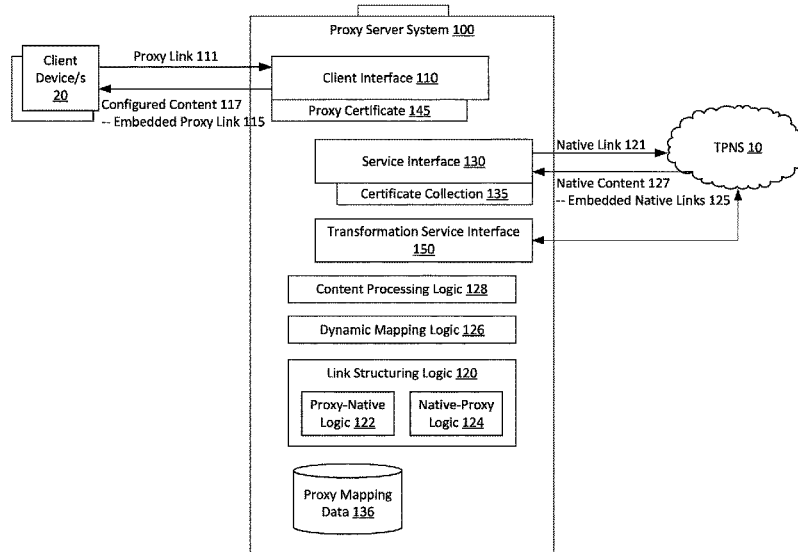 Proxy Server System 100
Client
Device/s
20
Proxy Link 111
Configured Content 117
-- Embedded Proxy Link 115
Client Interface 110
Proxy Certificate 145
Service Interface 130
Certificate Collection 135
Native Link 121
Native Content 127
-- Embedded Native Links 125
TPNS 10
Transformation Service Interface
150
Content Processing Logic 128
Dynamic Mapping Logic 126
Link Structuring Logic 120
Proxy-Native
Logic 122
Native-Proxy
Logic 124
Proxy Mapping
Data 136